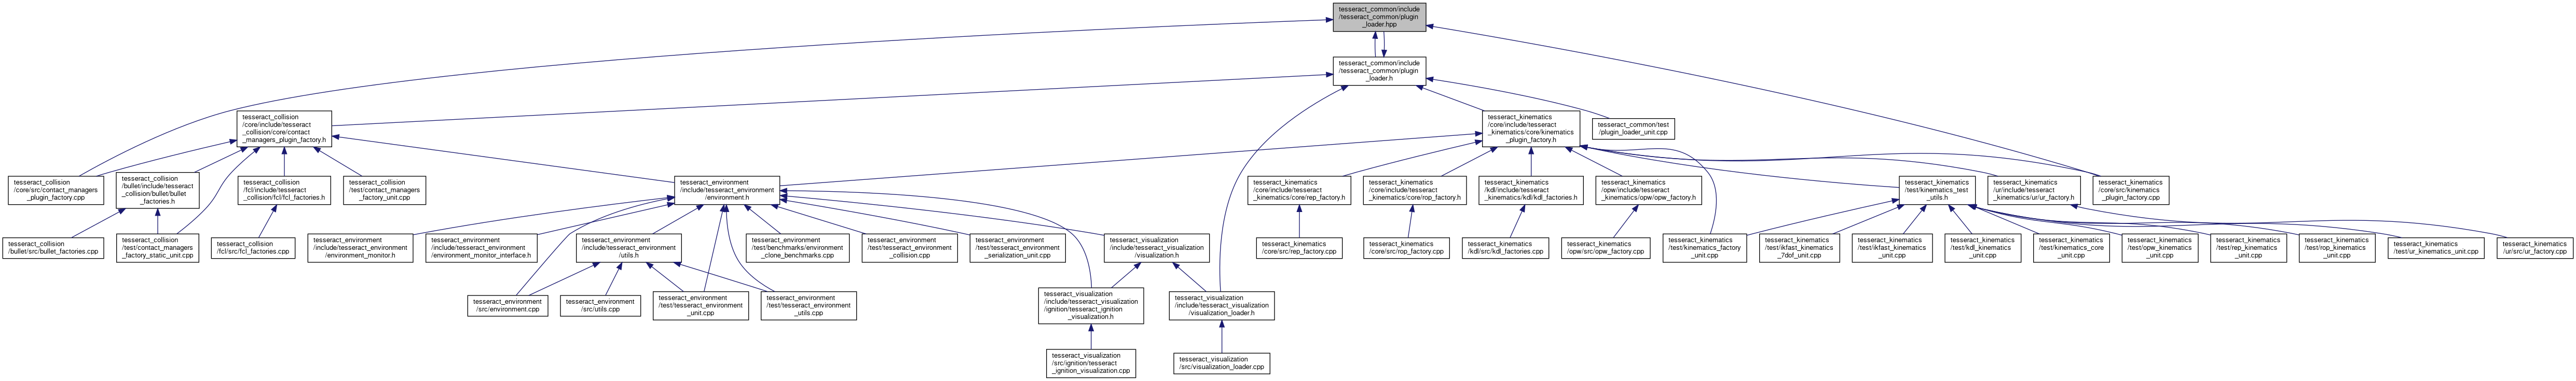 tesseract_common/include
/tesseract_common/plugin
_loader.hpp
tesseract_common/include
/tesseract_common/plugin
_loader.h
tesseract_collision
/core/include/tesseract
_collision/core/contact
_managers_plugin_factory.h
tesseract_kinematics
/core/include/tesseract
_kinematics/core/kinematics
_plugin_factory.h
tesseract_common/test
/plugin_loader_unit.cpp
tesseract_collision
/core/src/contact_managers
_plugin_factory.cpp
tesseract_collision
/bullet/include/tesseract
_collision/bullet/bullet
_factories.h
tesseract_collision
/fcl/include/tesseract
_collision/fcl/fcl_factories.h
tesseract_collision
/test/contact_managers
_factory_unit.cpp
tesseract_environment
/include/tesseract_environment
/environment.h
tesseract_kinematics
/core/include/tesseract
_kinematics/core/rep_factory.h
tesseract_kinematics
/core/include/tesseract
_kinematics/core/rop_factory.h
tesseract_kinematics
/kdl/include/tesseract
_kinematics/kdl/kdl_factories.h
tesseract_kinematics
/opw/include/tesseract
_kinematics/opw/opw_factory.h
tesseract_kinematics
/test/kinematics_test
_utils.h
tesseract_kinematics
/ur/include/tesseract
_kinematics/ur/ur_factory.h
tesseract_kinematics
/core/src/kinematics
_plugin_factory.cpp
tesseract_collision
/bullet/src/bullet_factories.cpp
tesseract_collision
/test/contact_managers
_factory_static_unit.cpp
tesseract_collision
/fcl/src/fcl_factories.cpp
tesseract_environment
/include/tesseract_environment
/environment_monitor.h
tesseract_environment
/include/tesseract_environment
/environment_monitor_interface.h
tesseract_environment
/include/tesseract_environment
/utils.h
tesseract_environment
/test/benchmarks/environment
_clone_benchmarks.cpp
tesseract_environment
/test/tesseract_environment
_collision.cpp
tesseract_environment
/test/tesseract_environment
_serialization_unit.cpp
tesseract_visualization
/include/tesseract_visualization
/visualization.h
tesseract_kinematics
/core/src/rep_factory.cpp
tesseract_kinematics
/core/src/rop_factory.cpp
tesseract_kinematics
/kdl/src/kdl_factories.cpp
tesseract_kinematics
/opw/src/opw_factory.cpp
tesseract_kinematics
/test/kinematics_factory
_unit.cpp
tesseract_kinematics
/test/ikfast_kinematics
_7dof_unit.cpp
tesseract_kinematics
/test/ikfast_kinematics
_unit.cpp
tesseract_kinematics
/test/kdl_kinematics
_unit.cpp
tesseract_kinematics
/test/kinematics_core
_unit.cpp
tesseract_kinematics
/test/opw_kinematics
_unit.cpp
tesseract_kinematics
/test/rep_kinematics
_unit.cpp
tesseract_kinematics
/test/rop_kinematics
_unit.cpp
tesseract_kinematics
/test/ur_kinematics_unit.cpp
tesseract_kinematics
/ur/src/ur_factory.cpp
tesseract_environment
/src/environment.cpp
tesseract_environment
/src/utils.cpp
tesseract_environment
/test/tesseract_environment
_unit.cpp
tesseract_environment
/test/tesseract_environment
_utils.cpp
tesseract_visualization
/include/tesseract_visualization
/ignition/tesseract_ignition
_visualization.h
tesseract_visualization
/include/tesseract_visualization
/visualization_loader.h
tesseract_visualization
/src/ignition/tesseract
_ignition_visualization.cpp
tesseract_visualization
/src/visualization_loader.cpp